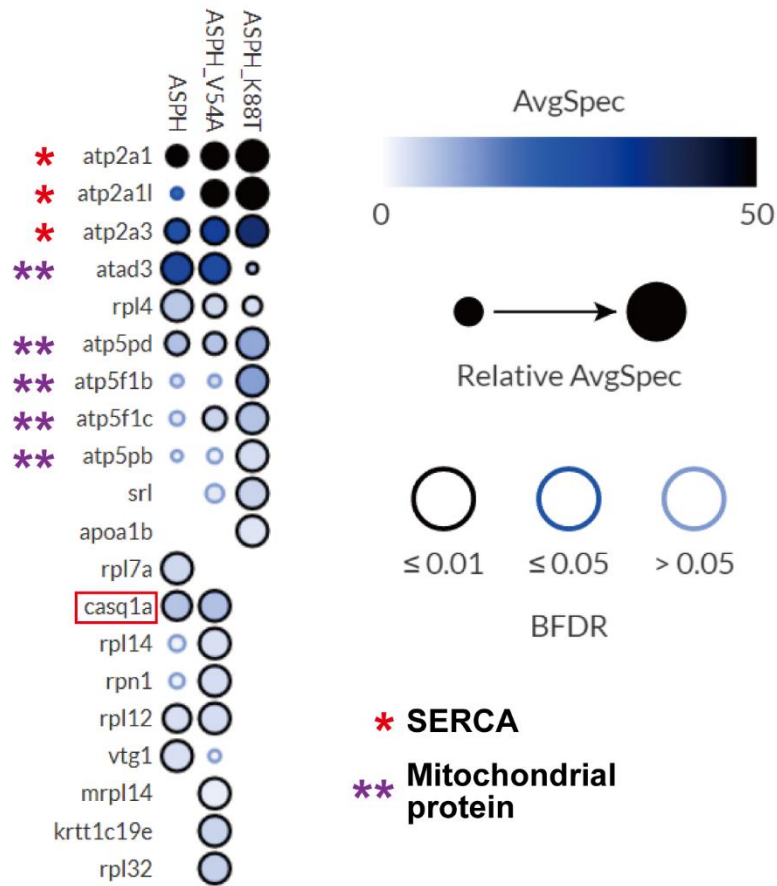 ASPH
ASPH_V54A
ASPH_K88T
* atp2a1
* atp2a1l
* atp2a3
** atad3
rpl4
** atp5pd
** atp5f1b
** atp5f1c
** atp5pb
srl
apoa1b
rpl7a
casq1a
rpl14
rpn1
rpl12
vtg1
mrpl14
krtt1c19e
rpl32
AvgSpec
0 50
Relative AvgSpec
≤ 0.01 ≤ 0.05 > 0.05
BFDR
* SERCA
** Mitochondrial
protein